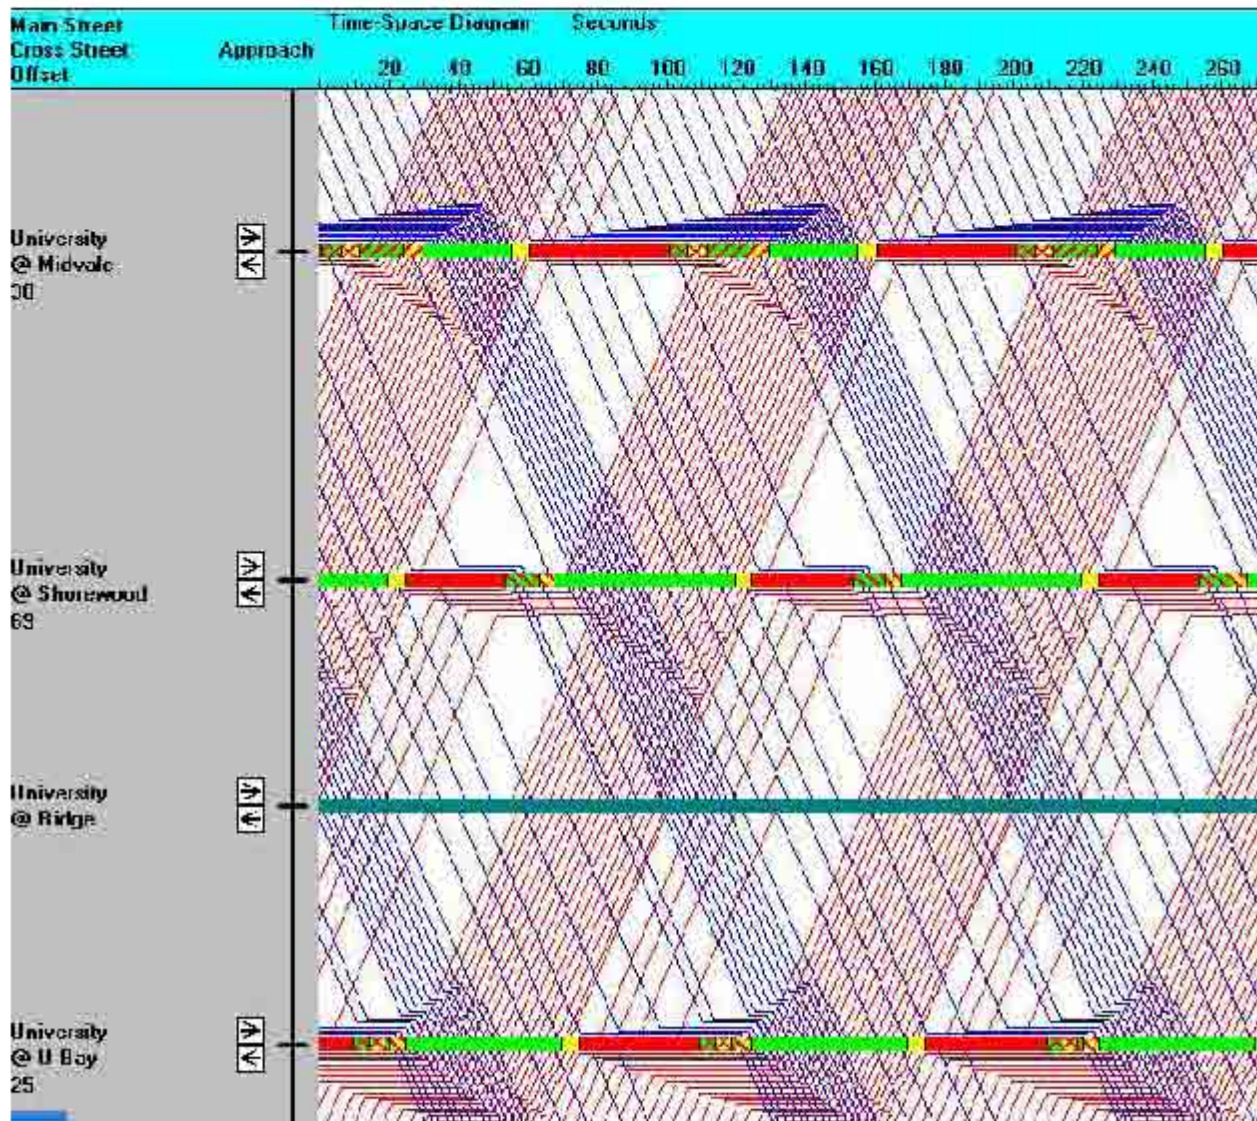 Main Street
Cross Street
Offset
Approach
Time-Space Diagram Seconds
20 40 60 80 100 120 140 160 180 200 220 240 260
University
@ Midvale
University
@ Shorewood
69
University
@ Ridge
University
@ U Bay
25